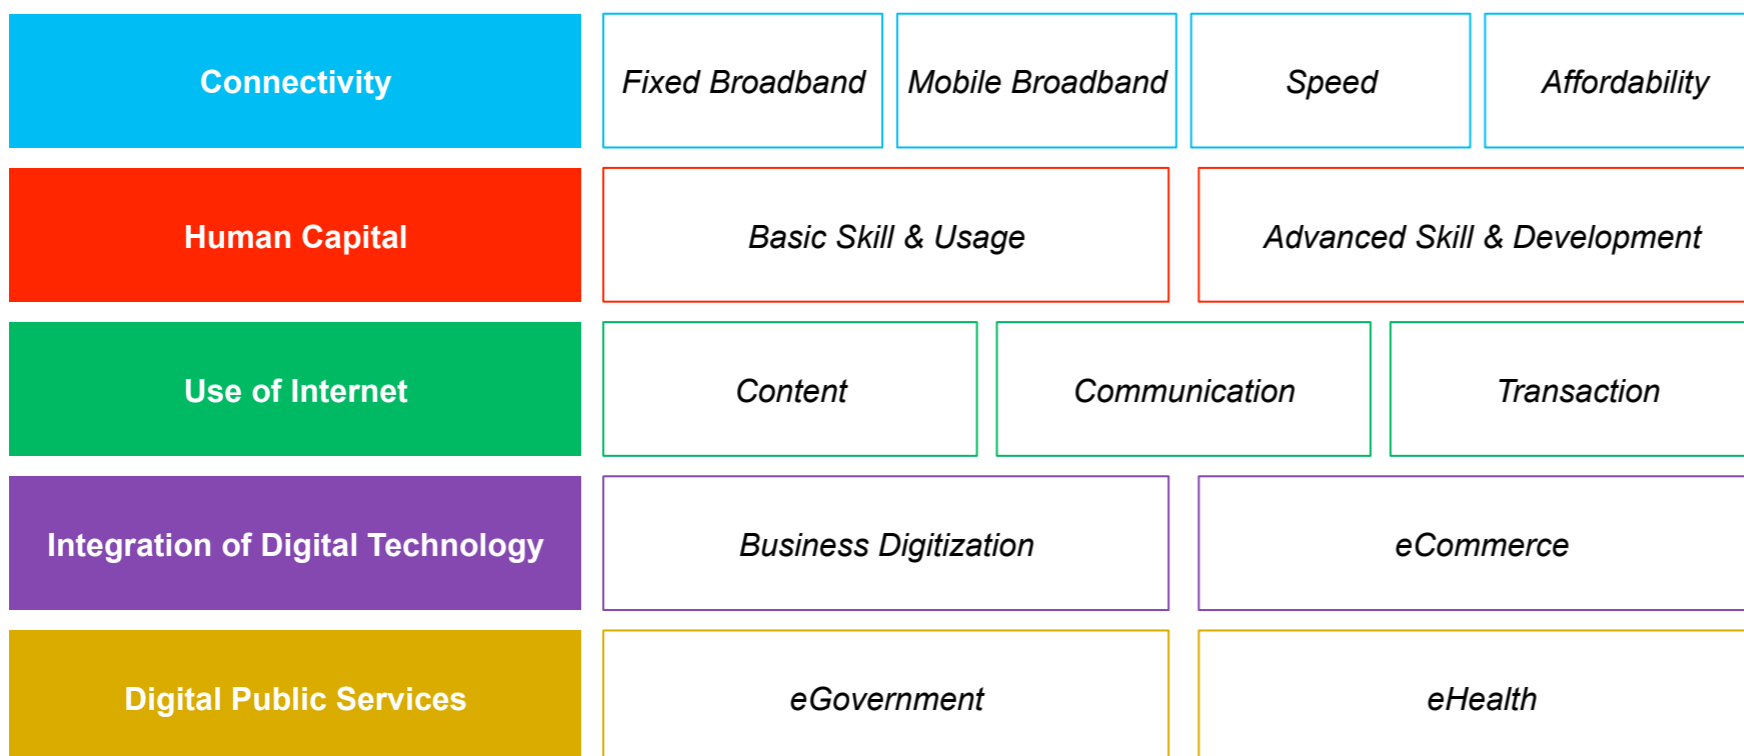 Connectivity
Fixed Broadband
Mobile Broadband
Speed
Affordability
Human Capital
Basic Skill & Usage
Advanced Skill & Development
Use of Internet
Content
Communication
Transaction
Integration of Digital Technology
Business Digitization
eCommerce
Digital Public Services
eGovernment
eHealth